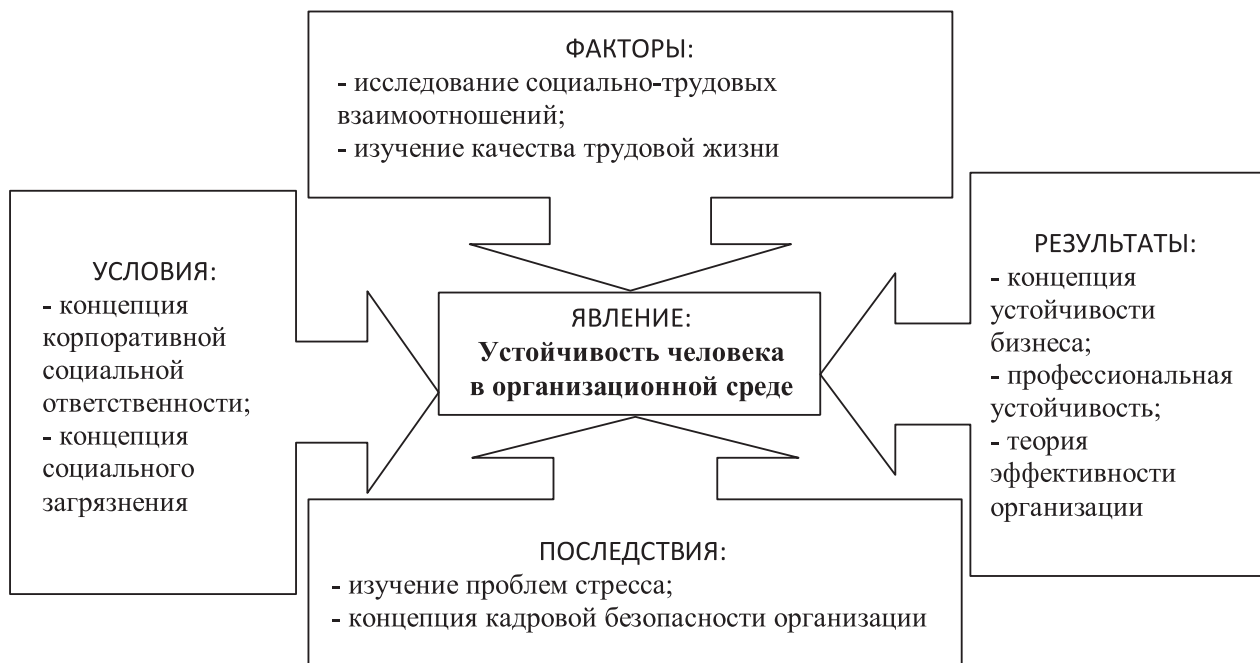 ФАКТОРЫ:
- исследование социально-трудовых
взаимоотношений;
- изучение качества трудовой жизни
УСЛОВИЯ:
- концепция
корпоративной
социальной
ответственности;
- концепция
социального
загрязнения
ЯВЛЕНИЕ:
Устойчивость человека
в организационной среде
РЕЗУЛЬТАТЫ:
- концепция
устойчивости
бизнеса;
- профессиональная
устойчивость;
- теория
эффективности
организации
ПОСЛЕДСТВИЯ:
- изучение проблем стресса;
- концепция кадровой безопасности организации